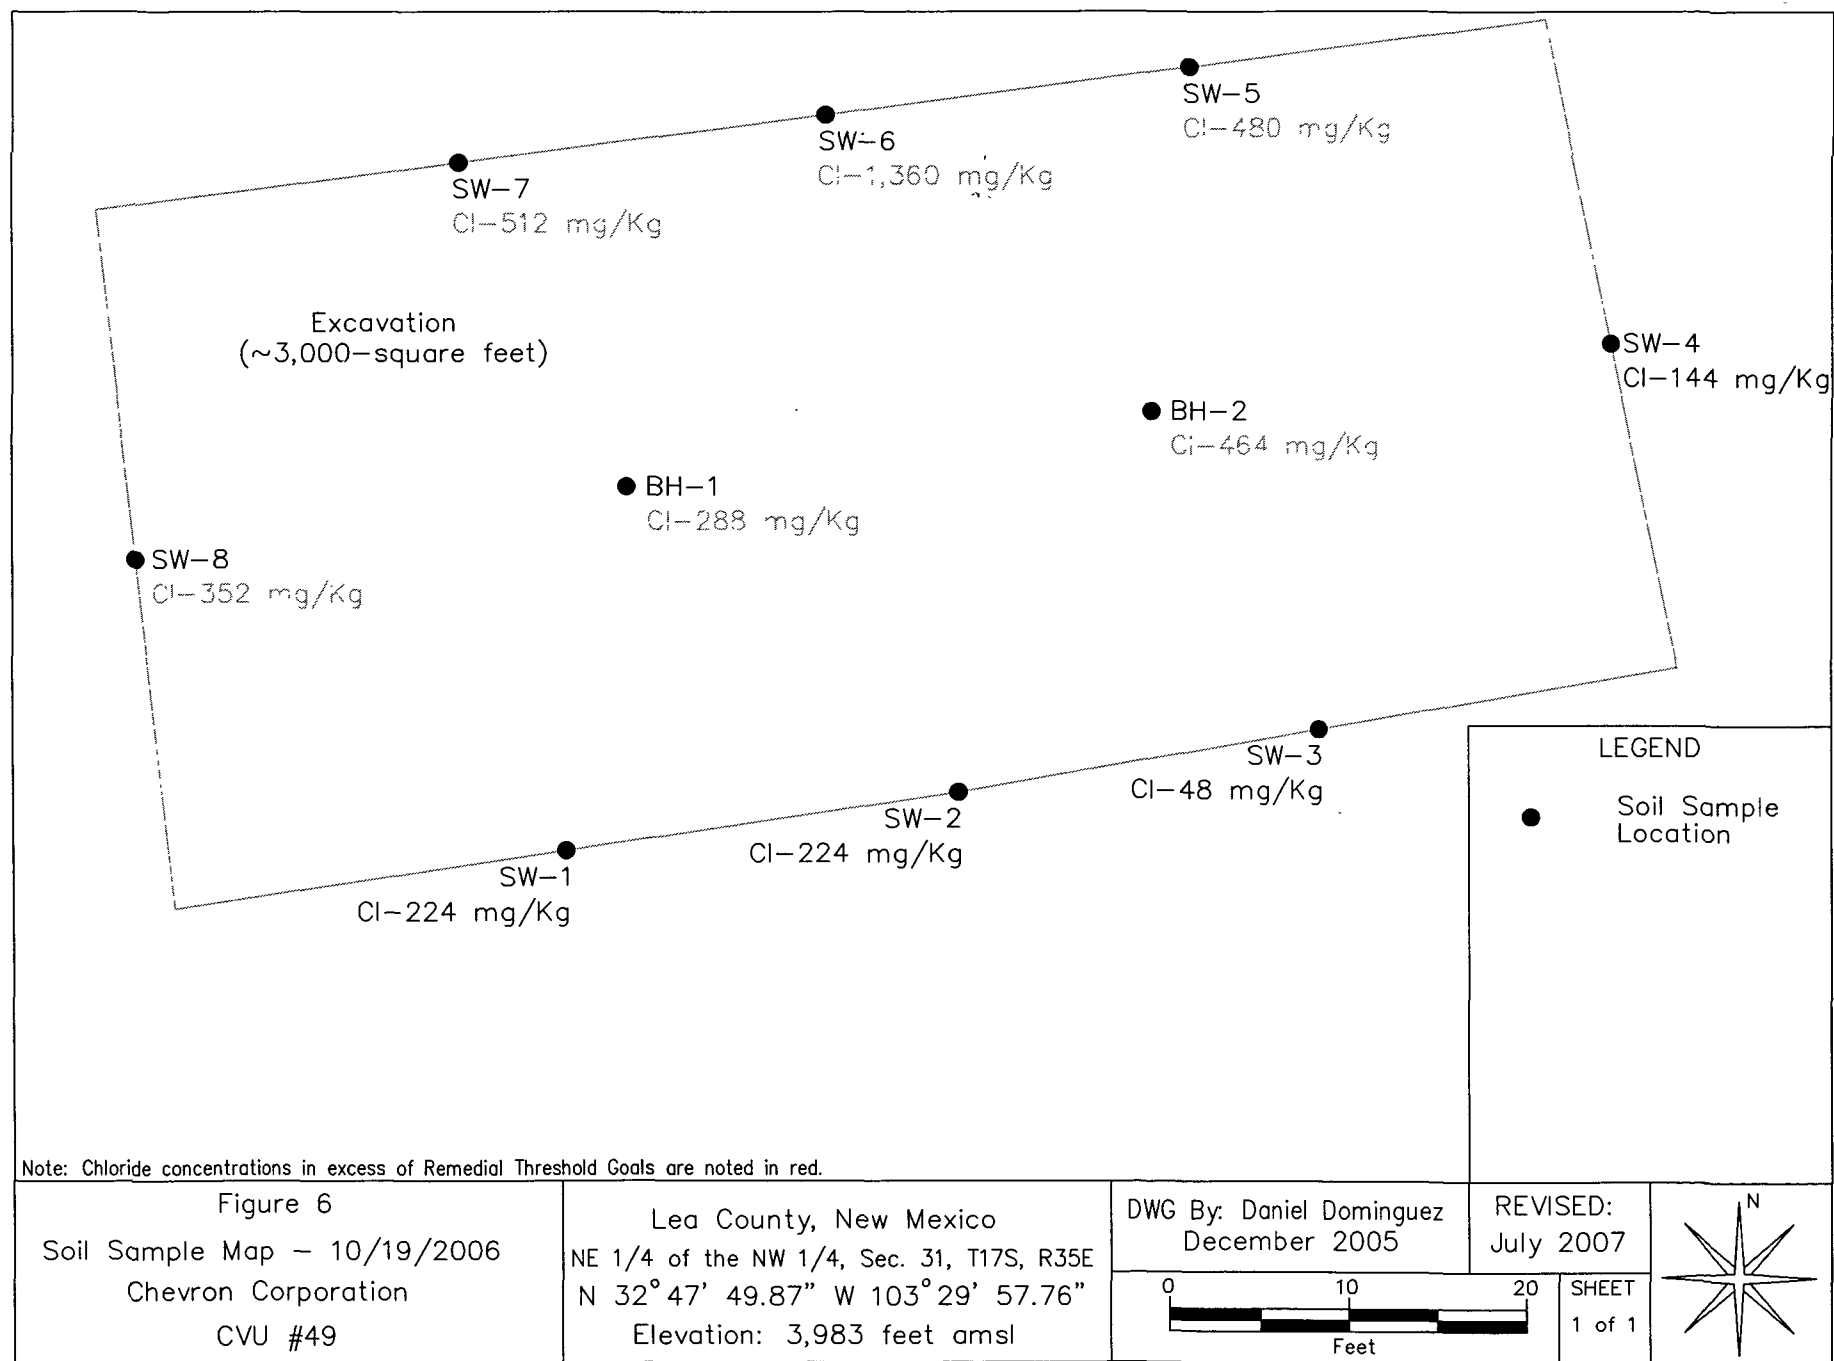 SW-5
Cl-480 mg/Kg
SW-6
Cl-1,360 mg/Kg
SW-7
Cl-512 mg/Kg
Excavation
(~3,000-square feet)
SW-4
Cl-144 mg/Kg
BH-2
Cl-464 mg/Kg
BH-1
Cl-288 mg/Kg
SW-8
Cl-352 mg/Kg
SW-3
Cl-48 mg/Kg
SW-2
Cl-224 mg/Kg
SW-1
Cl-224 mg/Kg
LEGEND
Soil Sample
Location
Note: Chloride concentrations in excess of Remedial Threshold Goals are noted in red.
Figure 6
Soil Sample Map - 10/19/2006
Chevron Corporation
CVU #49
Lea County, New Mexico
NE 1/4 of the NW 1/4, Sec. 31, T17S, R35E
N 32° 47' 49.87" W 103° 29' 57.76"
Elevation: 3,983 feet amsl
DWG By: Daniel Dominguez
December 2005
REVISED:
July 2007
0 10 20
Feet
SHEET
1 of 1
N